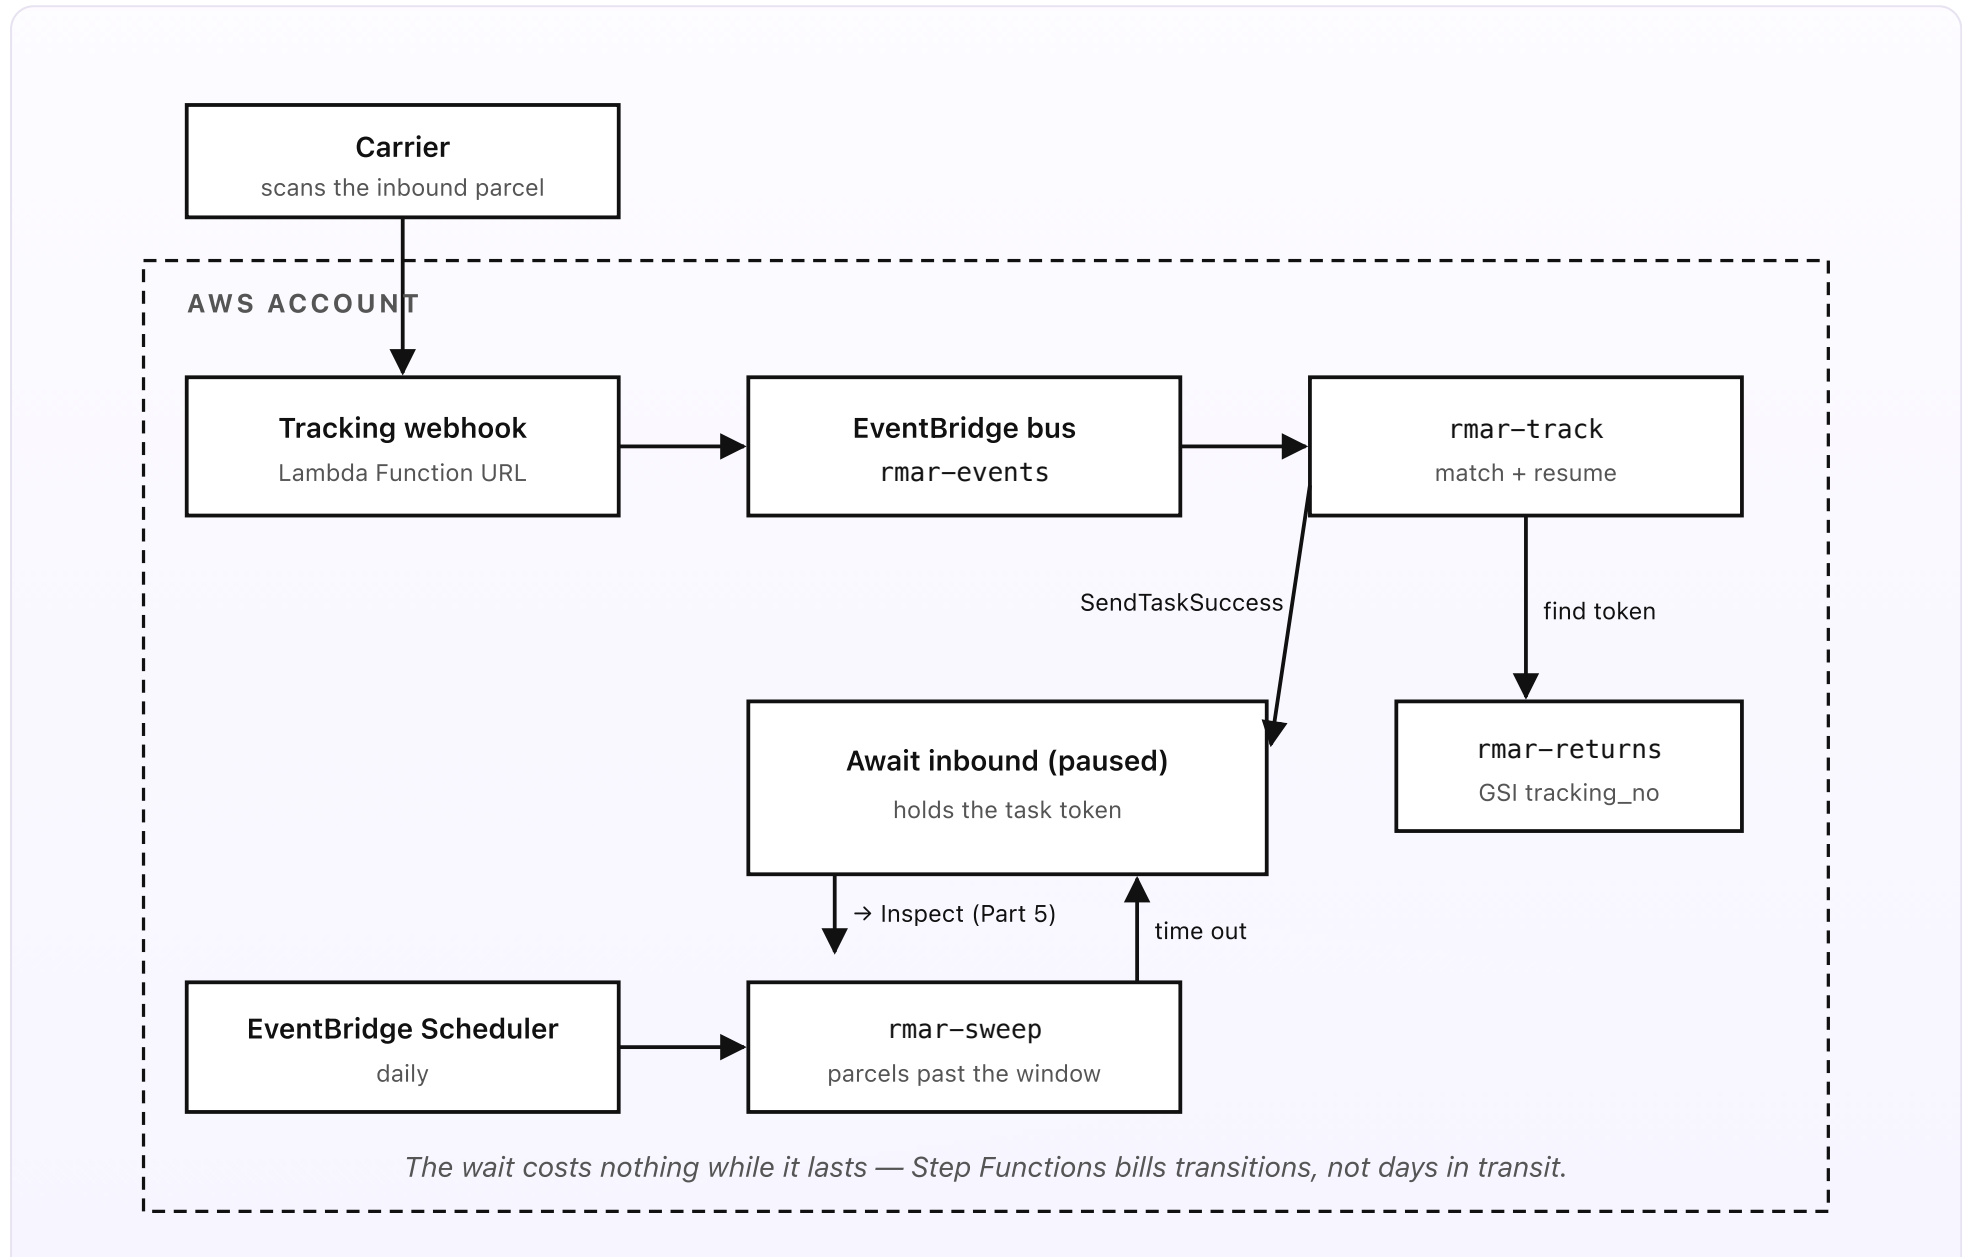 Carrier
scans the inbound parcel
AWS ACCOUNT
Tracking webhook
Lambda Function URL
EventBridge bus
rmar-events
rmar-track
match + resume
SendTaskSuccess
find token
Await inbound (paused)
holds the task token
rmar-returns
GSI tracking_no
→ Inspect (Part 5)
time out
EventBridge Scheduler
daily
rmar-sweep
parcels past the window
The wait costs nothing while it lasts — Step Functions bills transitions, not days in transit.